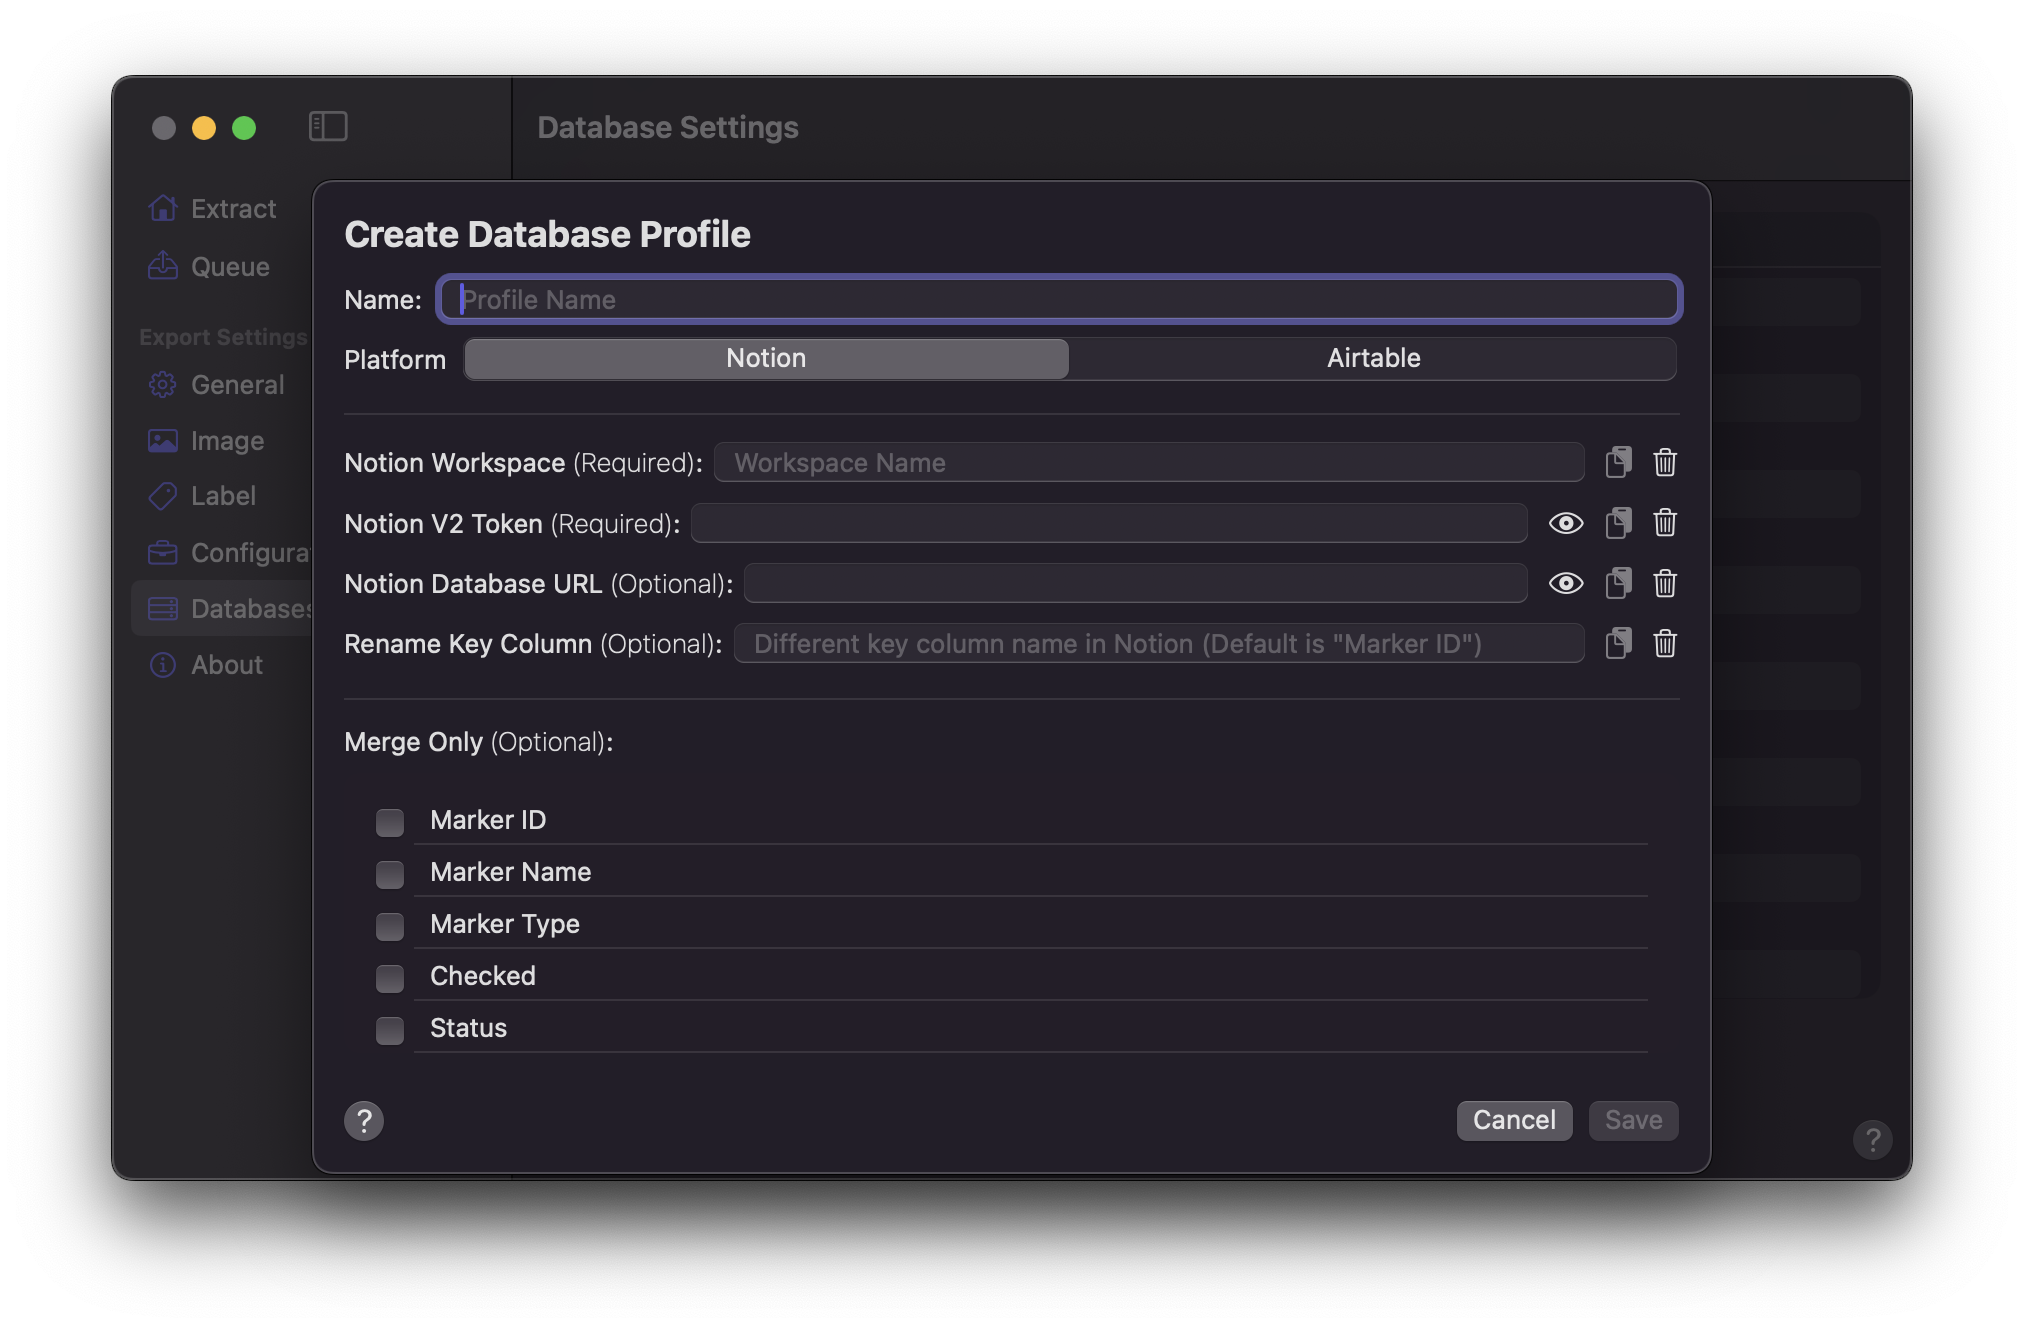 Database Settings
Extract
Queue
Export Settings
General
Image
Label
Configura
Databases
About
Create Database Profile
Name: Profile Name
Platform Notion Airtable
Notion Workspace (Required): Workspace Name
Notion V2 Token (Required):
Notion Database URL (Optional):
Rename Key Column (Optional): Different key column name in Notion (Default is "Marker ID")
Merge Only (Optional):
Marker ID
Marker Name
Marker Type
Checked
Status
? Cancel Save
?